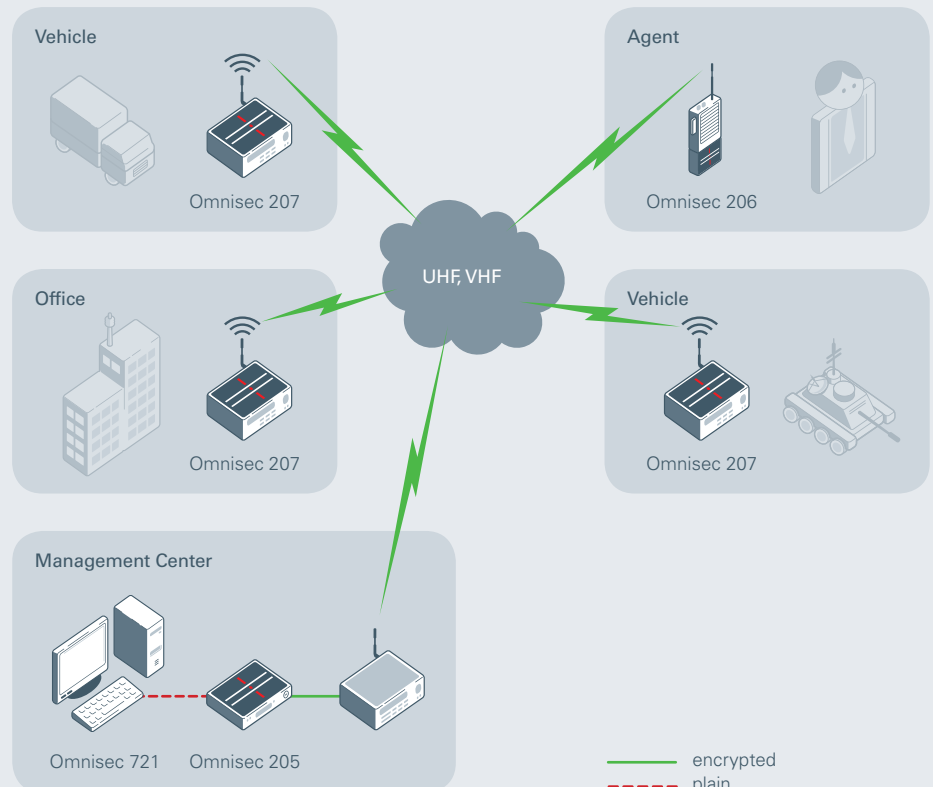 Vehicle
Omnisec 207
Agent
Omnisec 206
UHF, VHF
Office
Omnisec 207
Vehicle
Omnisec 207
Management Center
Omnisec 721
Omnisec 205
encrypted
plain